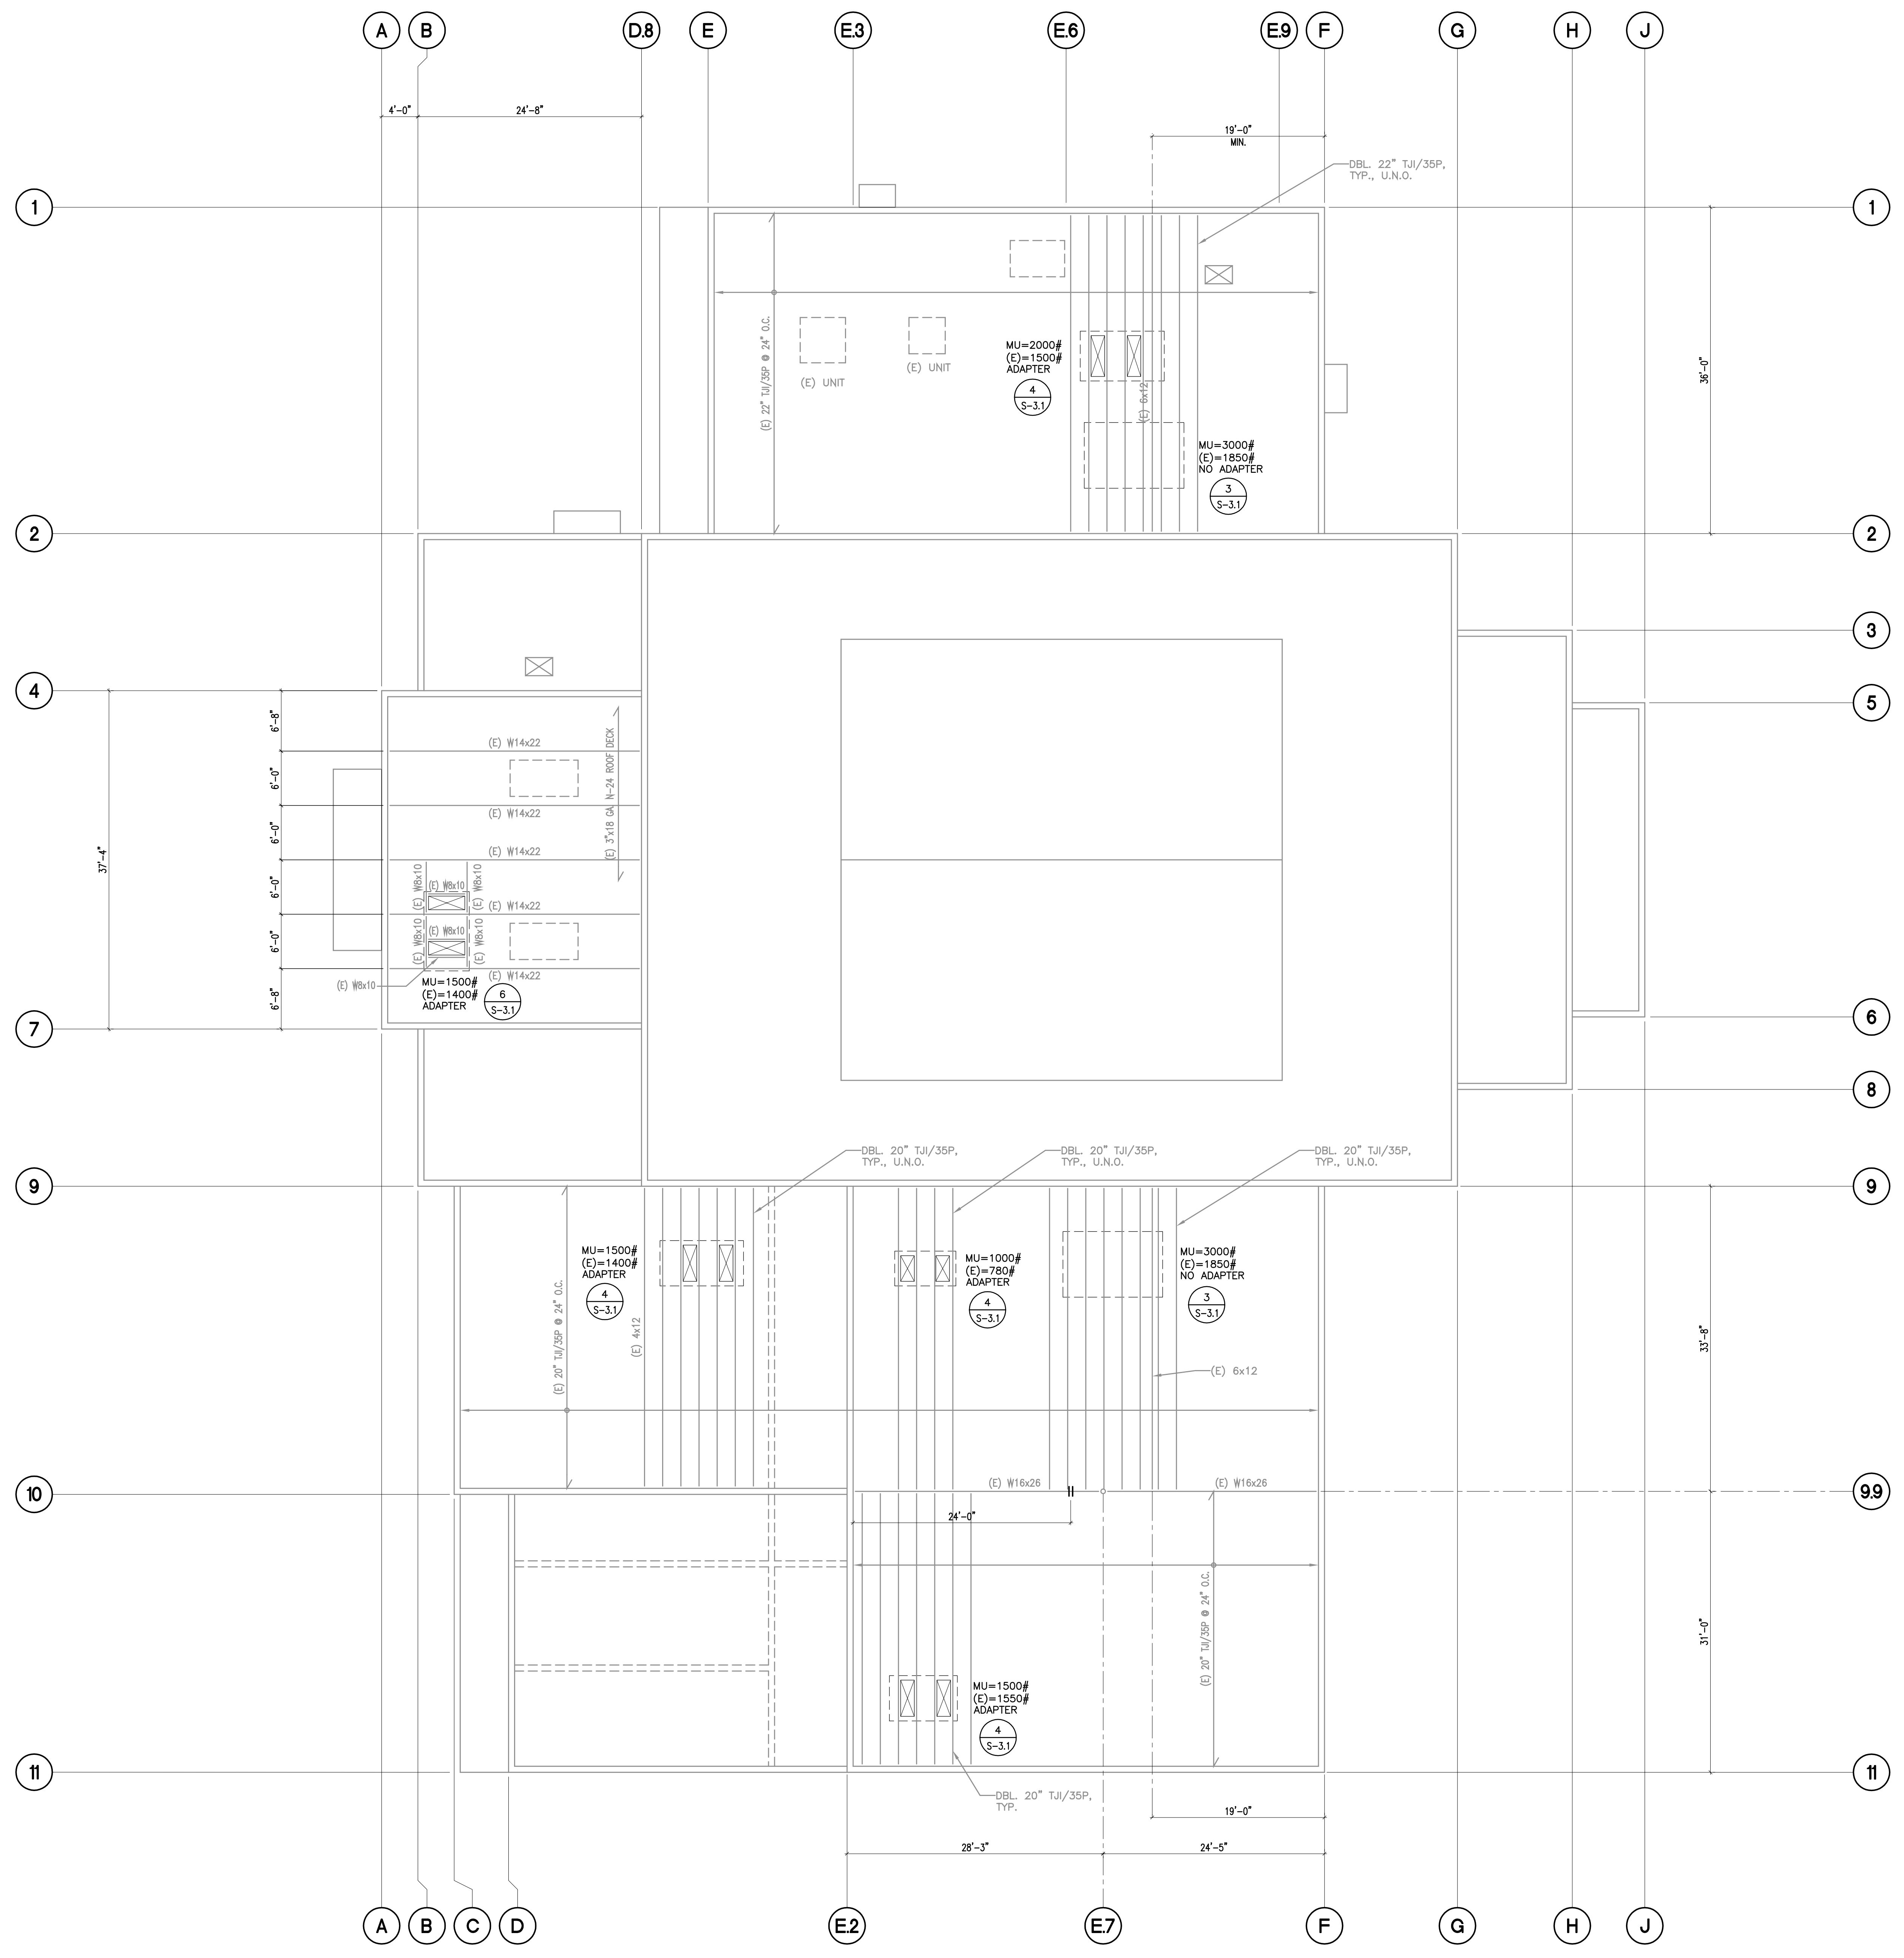 A B D.8 E E.3 E.6 E.9 F G H J
4'-0" 24'-8"
19'-0"
MIN.
DBL. 22" TJI/35P,
TYP., U.N.O.
1 1
(E) 22" TJI/35P @ 24" O.C.
(E) UNIT
(E) UNIT
MU=2000#
(E)=1500#
ADAPTER
4
S-3.1
(E) 6x12
36'-0"
MU=3000#
(E)=1850#
NO ADAPTER
3
S-3.1
2 2
3
4
5
37'-4"
6'-8"
6'-0"
6'-0"
6'-0"
6'-0"
6'-8"
(E) W14x22
(E) W14x22
(E) W14x22
(E) W14x22
(E) W14x22
(E) 3"x18 GA. N-24 ROOF DECK
(E) W8x10
(E) W8x10
(E) W8x10
(E) W8x10
(E) W8x10
(E) W8x10
(E) W8x10
MU=1500#
(E)=1400#
ADAPTER
6
S-3.1
6
7
8
DBL. 20" TJI/35P,
TYP., U.N.O.
DBL. 20" TJI/35P,
TYP., U.N.O.
DBL. 20" TJI/35P,
TYP., U.N.O.
9 9
MU=1500#
(E)=1400#
ADAPTER
4
S-3.1
MU=1000#
(E)=780#
ADAPTER
4
S-3.1
MU=3000#
(E)=1850#
NO ADAPTER
3
S-3.1
(E) 20" TJI/35P @ 24" O.C.
(E) 4x12
(E) 6x12
33'-8"
(E) W16x26
(E) W16x26
10
9.9
24'-0"
(E) 20" TJI/35P @ 24" O.C.
31'-0"
MU=1500#
(E)=1550#
ADAPTER
4
S-3.1
11 11
DBL. 20" TJI/35P,
TYP.
19'-0"
28'-3" 24'-5"
A B C D E.2 E.7 F G H J